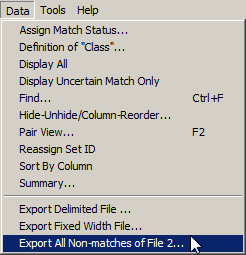 Data Tools Help
Assign Match Status...
Definition of "Class"...
Display All
Display Uncertain Match Only
Find... Ctrl+F
Hide-Unhide/Column-Reorder...
Pair View... F2
Reassign Set ID
Sort By Column
Summary...
Export Delimited File ...
Export Fixed Width File...
Export All Non-matches of File 2...